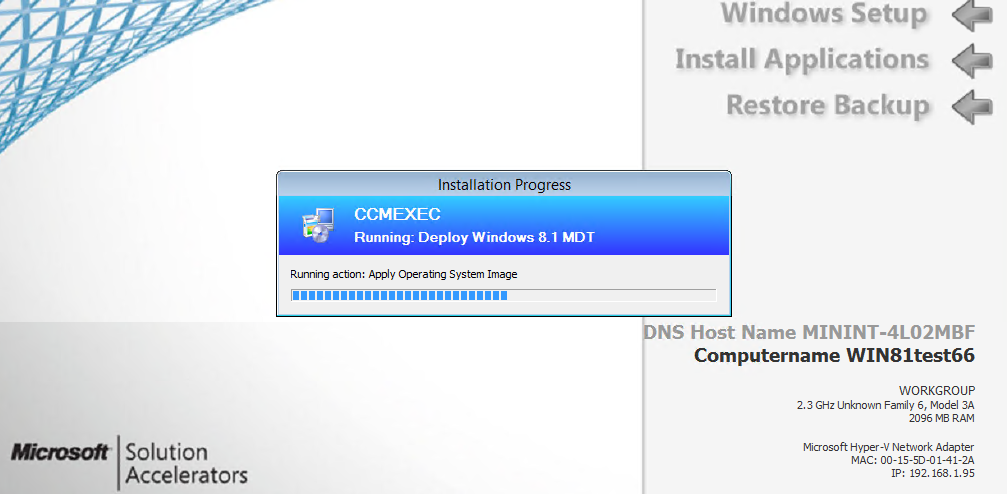 Windows Setup
Install Applications
Restore Backup
Installation Progress
CCMEXEC
Running: Deploy Windows 8.1 MDT
Running action: Apply Operating System Image
DNS Host Name MININT-4L02MBF
Computername WIN81test66
WORKGROUP
2.3 GHz Unknown Family 6, Model 3A
2096 MB RAM
Microsoft Hyper-V Network Adapter
MAC: 00-15-5D-01-41-2A
IP: 192.168.1.95
Microsoft
Solution
Accelerators